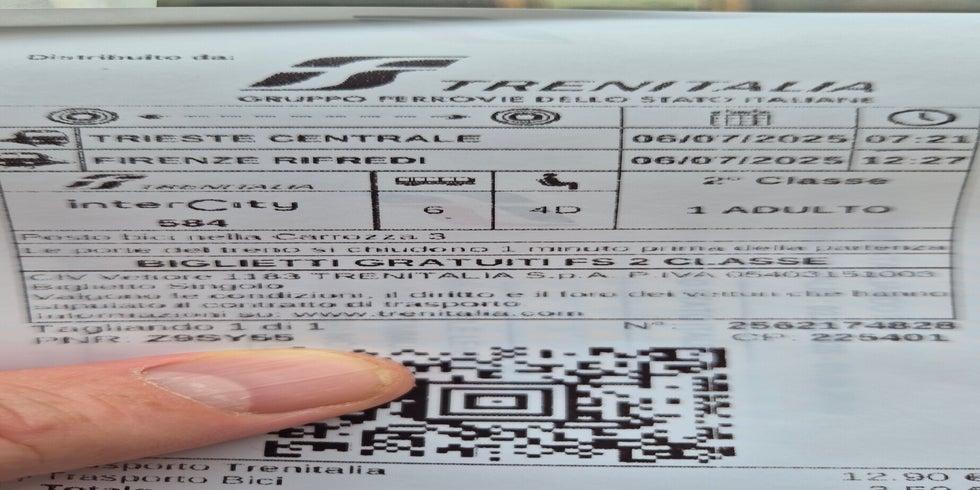 Distribuito da:
TRENITALIA
GRUPPO FERROVIE DELLO STATO ITALIANE
TRIESTE CENTRALE 06/07/2025 07:21
FIRENZE RIFREDI 06/07/2025 12:27
TRENITALIA 2° Classe
InterCity 6 4D 1 ADULTO
584
Posto bici nella Carrozza 3
Le porte del treno si chiudono 1 minuto prima della partenza
BIGLIETTI GRATUITI FS 2 CLASSE
CIV Vettore 1183 TRENITALIA S.p.A. P.IVA 05403151003
Biglietto Singolo
Valgono le condizioni, il diritto e il foro dei vettori che hanno
stipulato il contratto di trasporto
Informazioni su: www.trenitalia.com
Tagliando 1 di 1 N°: 2562174828
PNR: Z9SY55 CP: 225401
Trasporto Trenitalia 12.90 €
Trasporto Bici